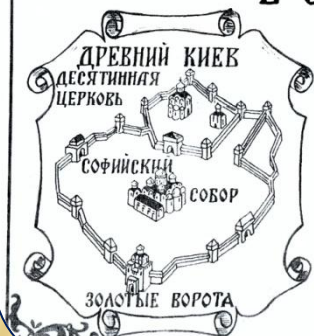 ДРЕВНИЙ КИЕВ
ДЕСЯТИННАЯ
ЦЕРКОВЬ
СОФИЙСКИЙ
СОБОР
ЗОЛОТЫЕ ВОРОТА